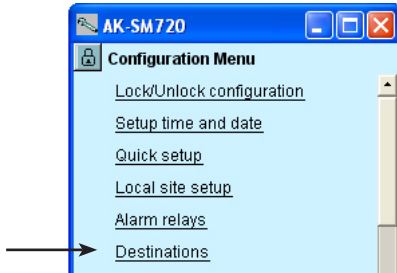 AK-SM720
Configuration Menu
Lock/Unlock configuration
Setup time and date
Quick setup
Local site setup
Alarm relays
Destinations